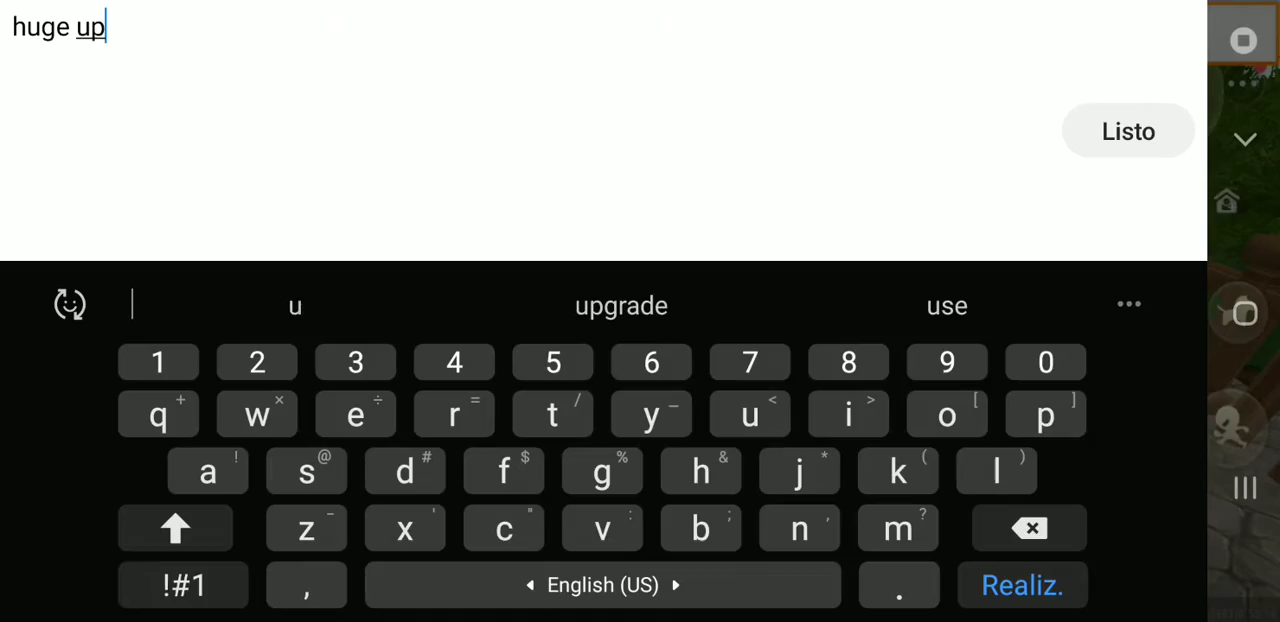 huge up
Listo
u upgrade use
1 2 3 4 5 6 7 8 9 0
q + w × e ÷ r = t / y _ u < i > o [ p ]
a ! s @ d # f $ g % h & j * k ( l )
z - x ' c " v : b ; n , m ?
!#1 , English (US) . Realiz.